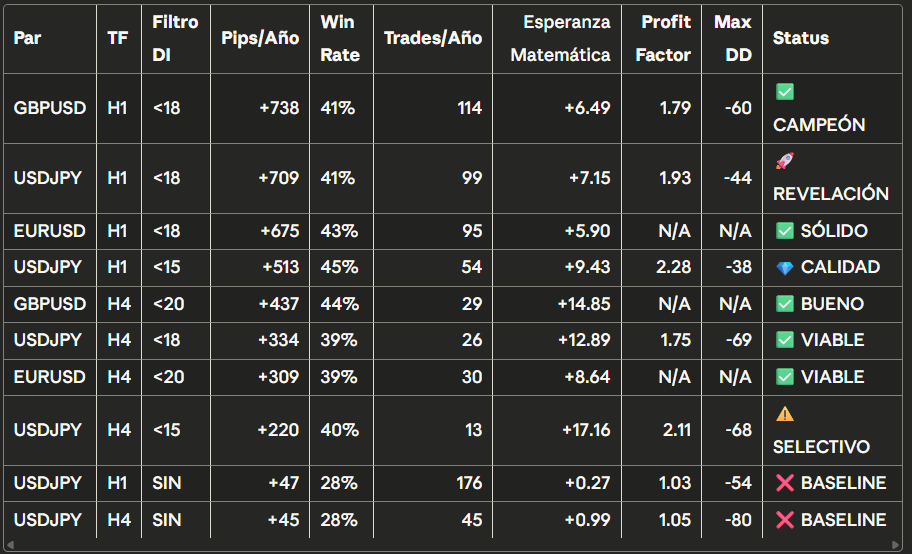 Par TF Filtro DI Pips/Año Win Rate Trades/Año Esperanza Matemática Profit Factor Max DD Status
GBPUSD H1 <18 +738 41% 114 +6.49 1.79 -60 ✅ CAMPEÓN
USDJPY H1 <18 +709 41% 99 +7.15 1.93 -44 🚀 REVELACIÓN
EURUSD H1 <18 +675 43% 95 +5.90 N/A N/A ✅ SÓLIDO
USDJPY H1 <15 +513 45% 54 +9.43 2.28 -38 💎 CALIDAD
GBPUSD H4 <20 +437 44% 29 +14.85 N/A N/A ✅ BUENO
USDJPY H4 <18 +334 39% 26 +12.89 1.75 -69 ✅ VIABLE
EURUSD H4 <20 +309 39% 30 +8.64 N/A N/A ✅ VIABLE
USDJPY H4 <15 +220 40% 13 +17.16 2.11 -68 ⚠️ SELECTIVO
USDJPY H1 SIN +47 28% 176 +0.27 1.03 -54 ❌ BASELINE
USDJPY H4 SIN +45 28% 45 +0.99 1.05 -80 ❌ BASELINE